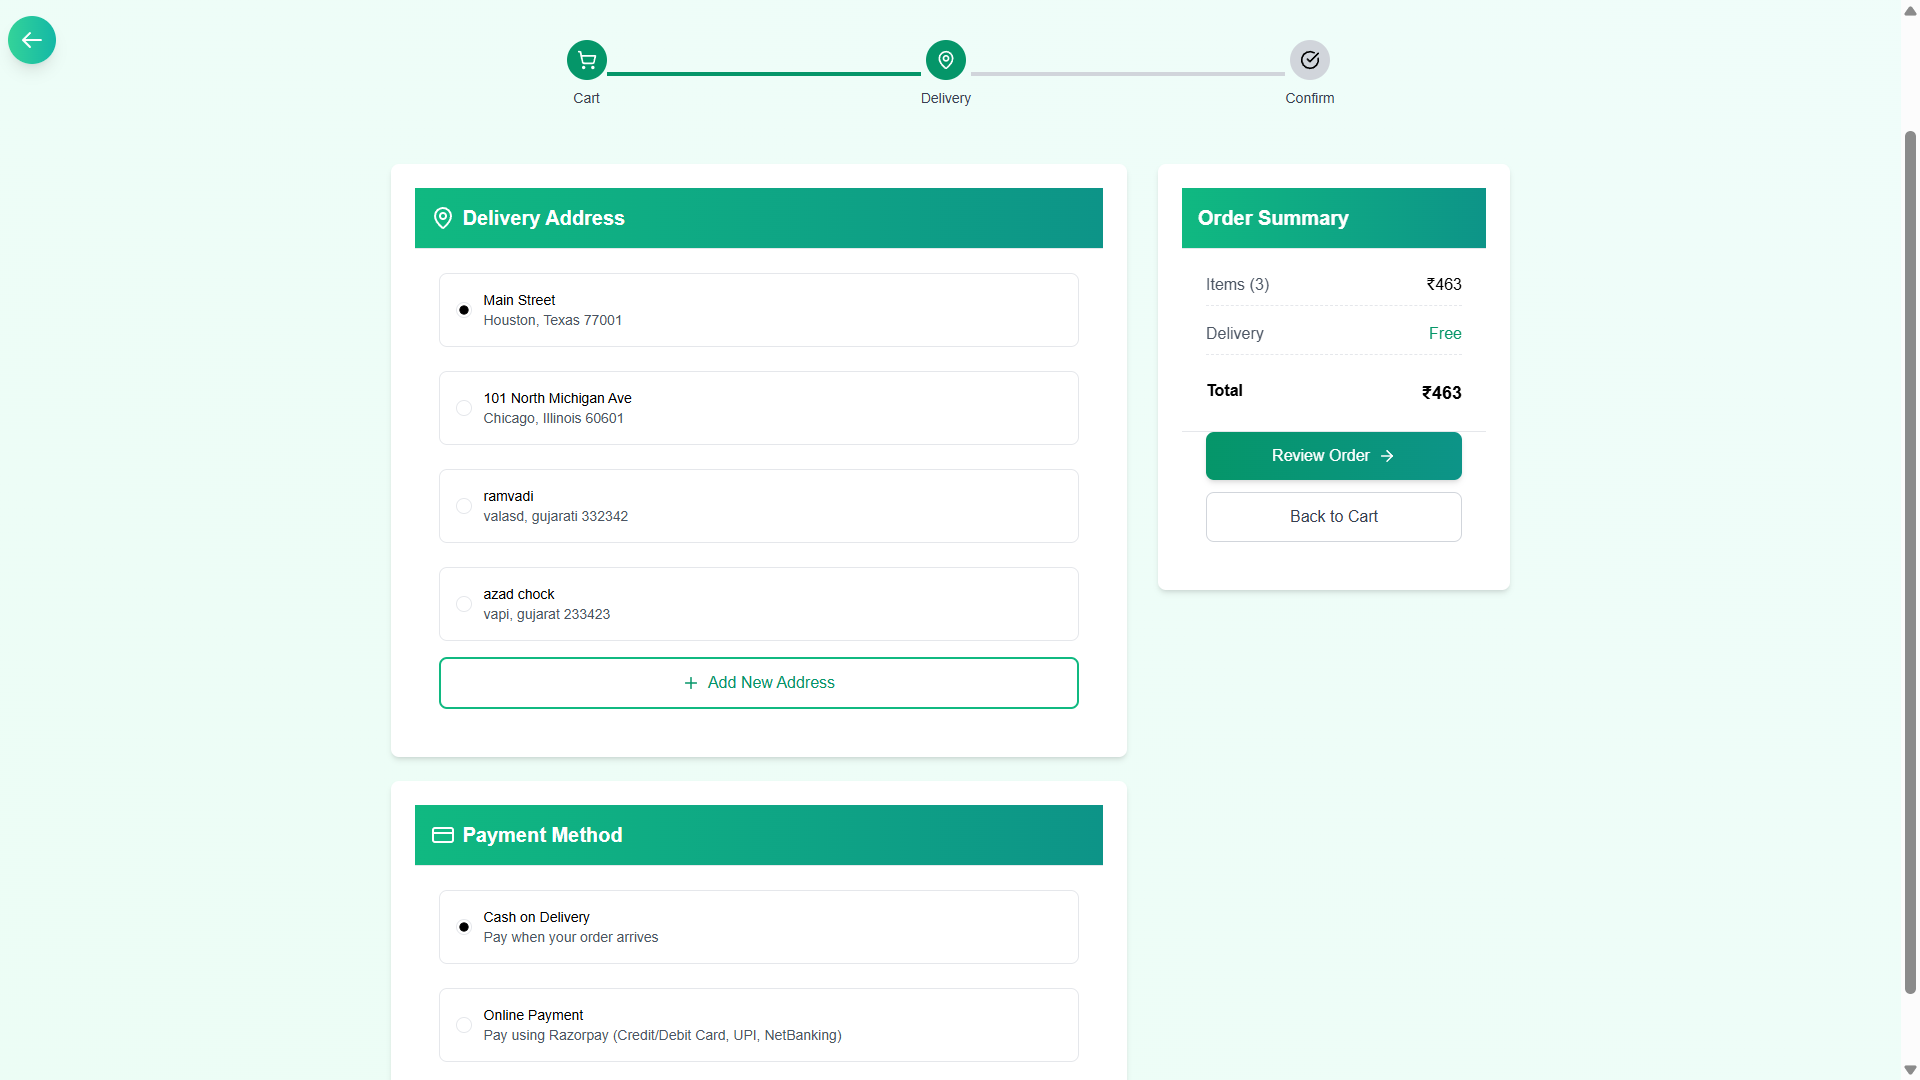 Cart
Delivery
Confirm
Delivery Address
Main Street
Houston, Texas 77001
101 North Michigan Ave
Chicago, Illinois 60601
ramvadi
valasd, gujarati 332342
azad chock
vapi, gujarat 233423
Add New Address
Payment Method
Cash on Delivery
Pay when your order arrives
Online Payment
Pay using Razorpay (Credit/Debit Card, UPI, NetBanking)
Order Summary
Items (3) ₹463
Delivery Free
Total ₹463
Review Order
Back to Cart